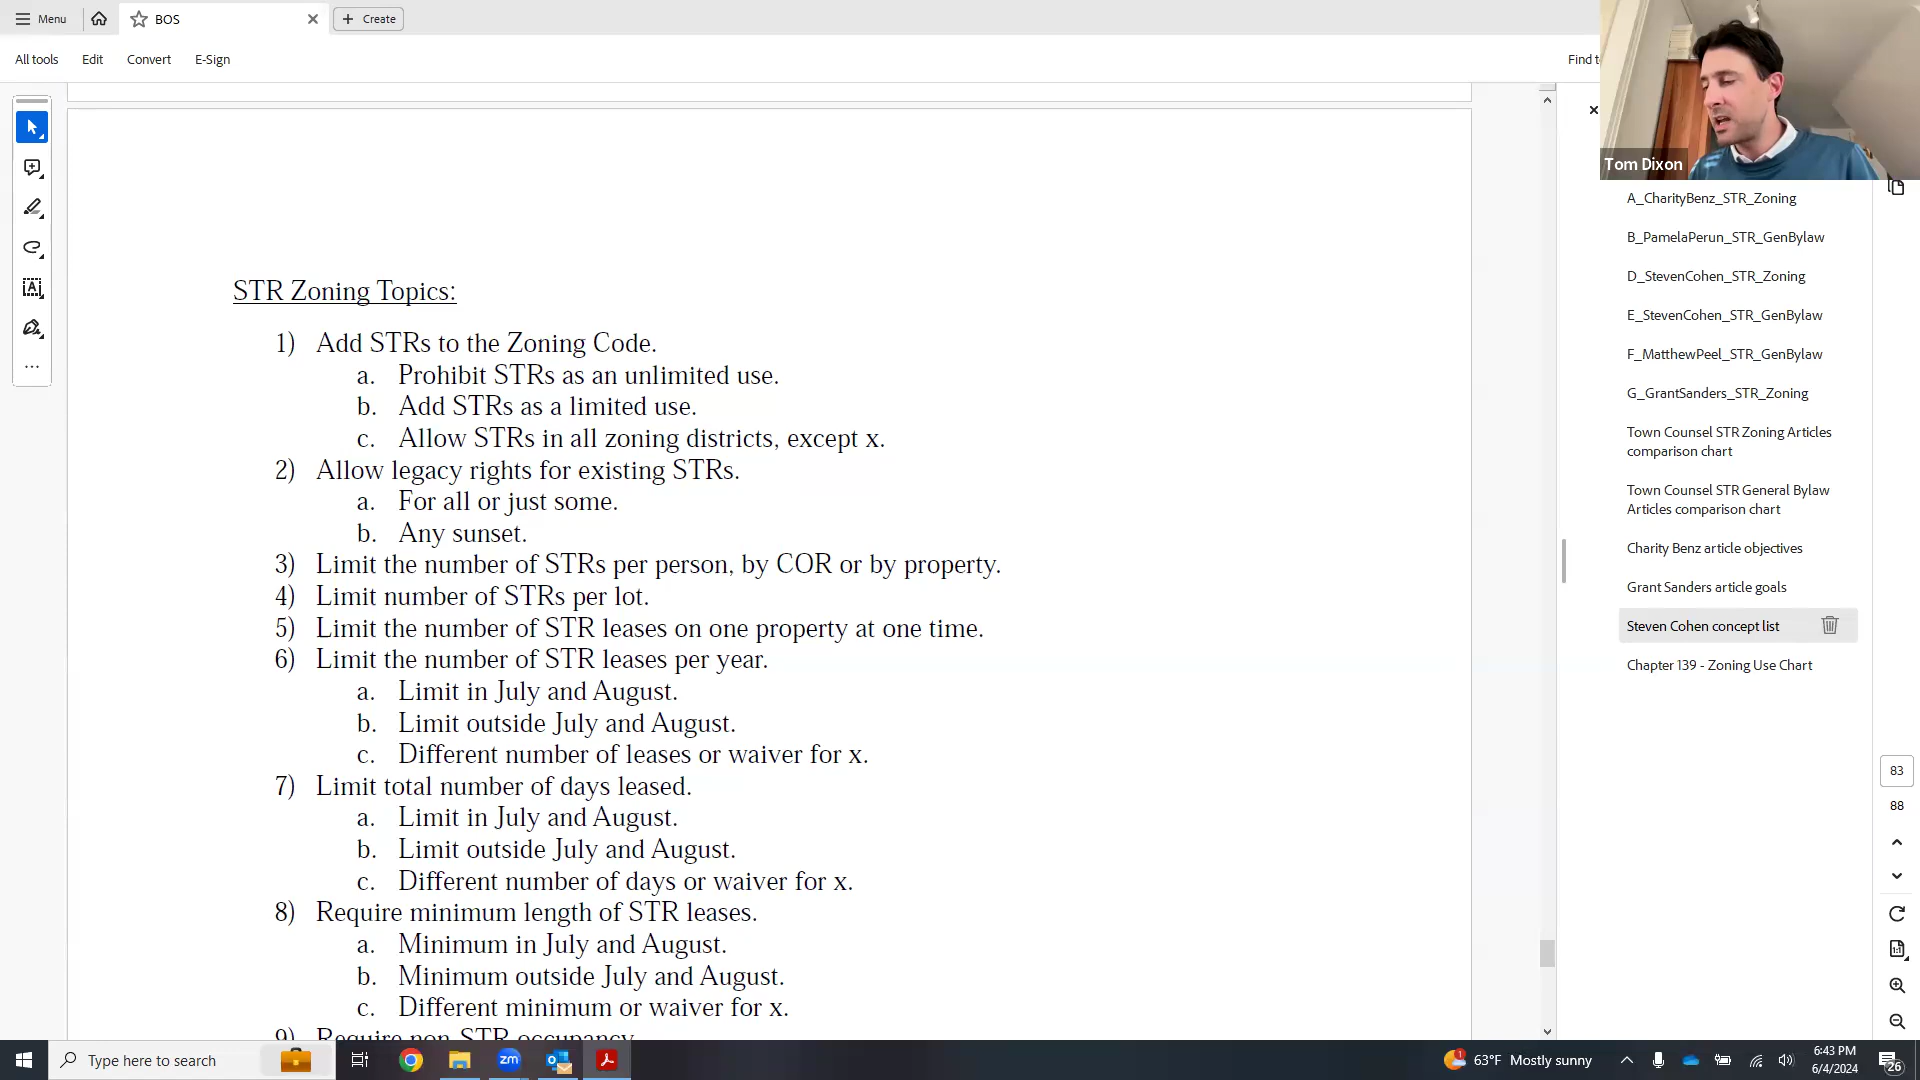 Menu
BOS
Create
All tools
Edit
Convert
E-Sign
Find t
Tom Dixon
STR Zoning Topics:
1) Add STRs to the Zoning Code.
a. Prohibit STRs as an unlimited use.
b. Add STRs as a limited use.
c. Allow STRs in all zoning districts, except x.
2) Allow legacy rights for existing STRs.
a. For all or just some.
b. Any sunset.
3) Limit the number of STRs per person, by COR or by property.
4) Limit number of STRs per lot.
5) Limit the number of STR leases on one property at one time.
6) Limit the number of STR leases per year.
a. Limit in July and August.
b. Limit outside July and August.
c. Different number of leases or waiver for x.
7) Limit total number of days leased.
a. Limit in July and August.
b. Limit outside July and August.
c. Different number of days or waiver for x.
8) Require minimum length of STR leases.
a. Minimum in July and August.
b. Minimum outside July and August.
c. Different minimum or waiver for x.
9) Require non-STR occupancy
A_CharityBenz_STR_Zoning
B_PamelaPerun_STR_GenBylaw
D_StevenCohen_STR_Zoning
E_StevenCohen_STR_GenBylaw
F_MatthewPeel_STR_GenBylaw
G_GrantSanders_STR_Zoning
Town Counsel STR Zoning Articles
comparison chart
Town Counsel STR General Bylaw
Articles comparison chart
Charity Benz article objectives
Grant Sanders article goals
Steven Cohen concept list
Chapter 139 - Zoning Use Chart
83
88
Type here to search
zm
1
63°F Mostly sunny
6:43 PM
6/4/2024
26